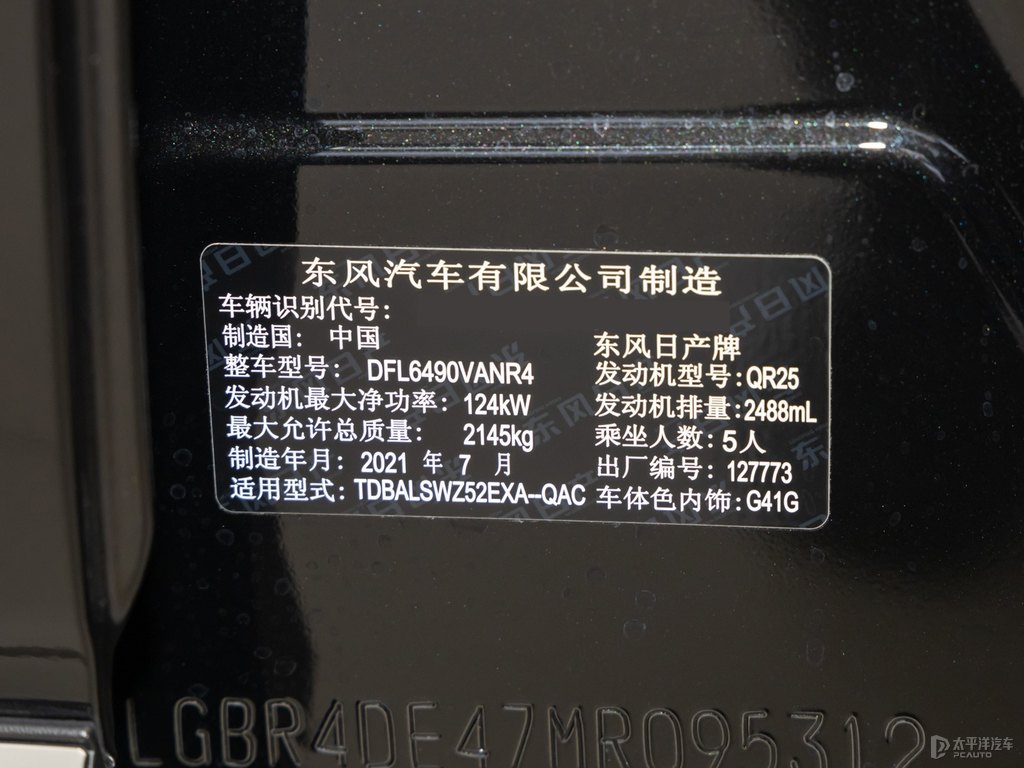 东风汽车有限公司制造
车辆识别代号:
制造国: 中国
东风日产牌
整车型号: DFL6490VANR4 发动机型号:QR25
发动机最大净功率: 124kW 发动机排量:2488mL
最大允许总质量: 2145kg 乘坐人数:5人
制造年月: 2021 年 7 月 出厂编号: 127773
适用型式: TDBALSWZ52EXA--QAC 车体色内饰:G41G
LGBR4DE47MR095312
太平洋汽车
PCAUTO